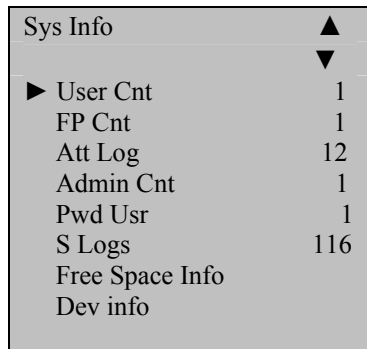 Sys Info ▲
▼
► User Cnt 1
FP Cnt 1
Att Log 12
Admin Cnt 1
Pwd Usr 1
S Logs 116
Free Space Info
Dev info